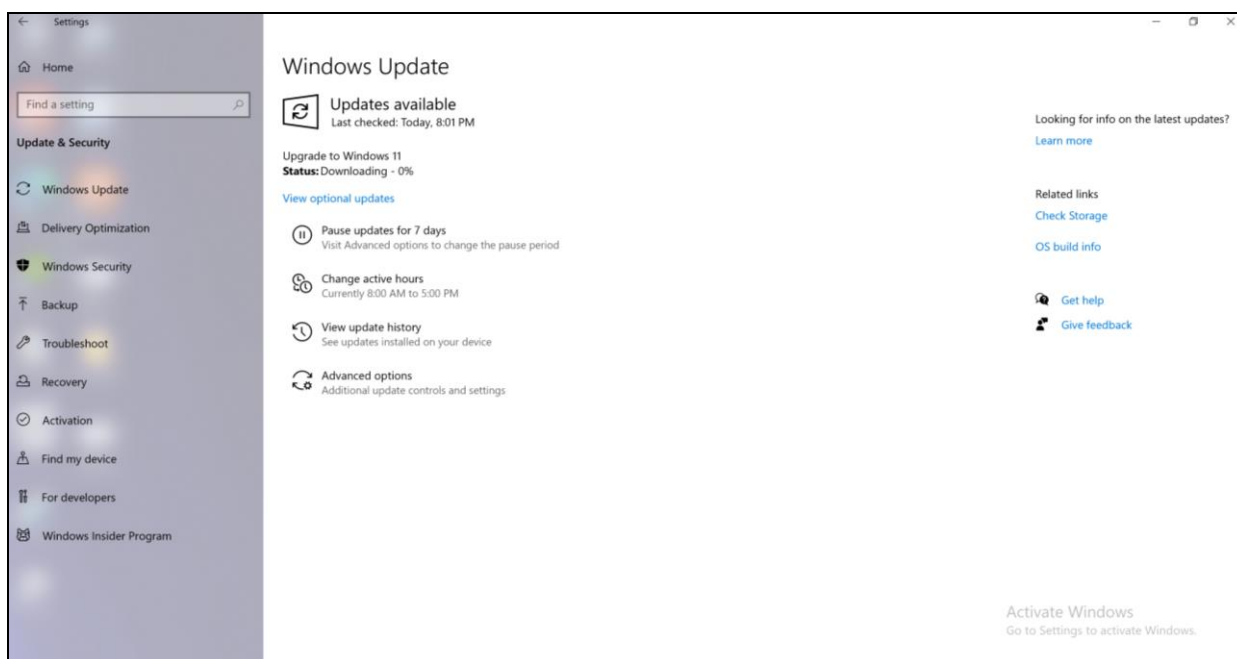 Settings
Home
Find a setting
Update & Security
Windows Update
Delivery Optimization
Windows Security
Backup
Troubleshoot
Recovery
Activation
Find my device
For developers
Windows Insider Program
Windows Update
Updates available
Last checked: Today, 8:01 PM
Upgrade to Windows 11
Status: Downloading - 0%
View optional updates
Pause updates for 7 days
Visit Advanced options to change the pause period
Change active hours
Currently 8:00 AM to 5:00 PM
View update history
See updates installed on your device
Advanced options
Additional update controls and settings
Looking for info on the latest updates?
Learn more
Related links
Check Storage
OS build info
Get help
Give feedback
Activate Windows
Go to Settings to activate Windows.